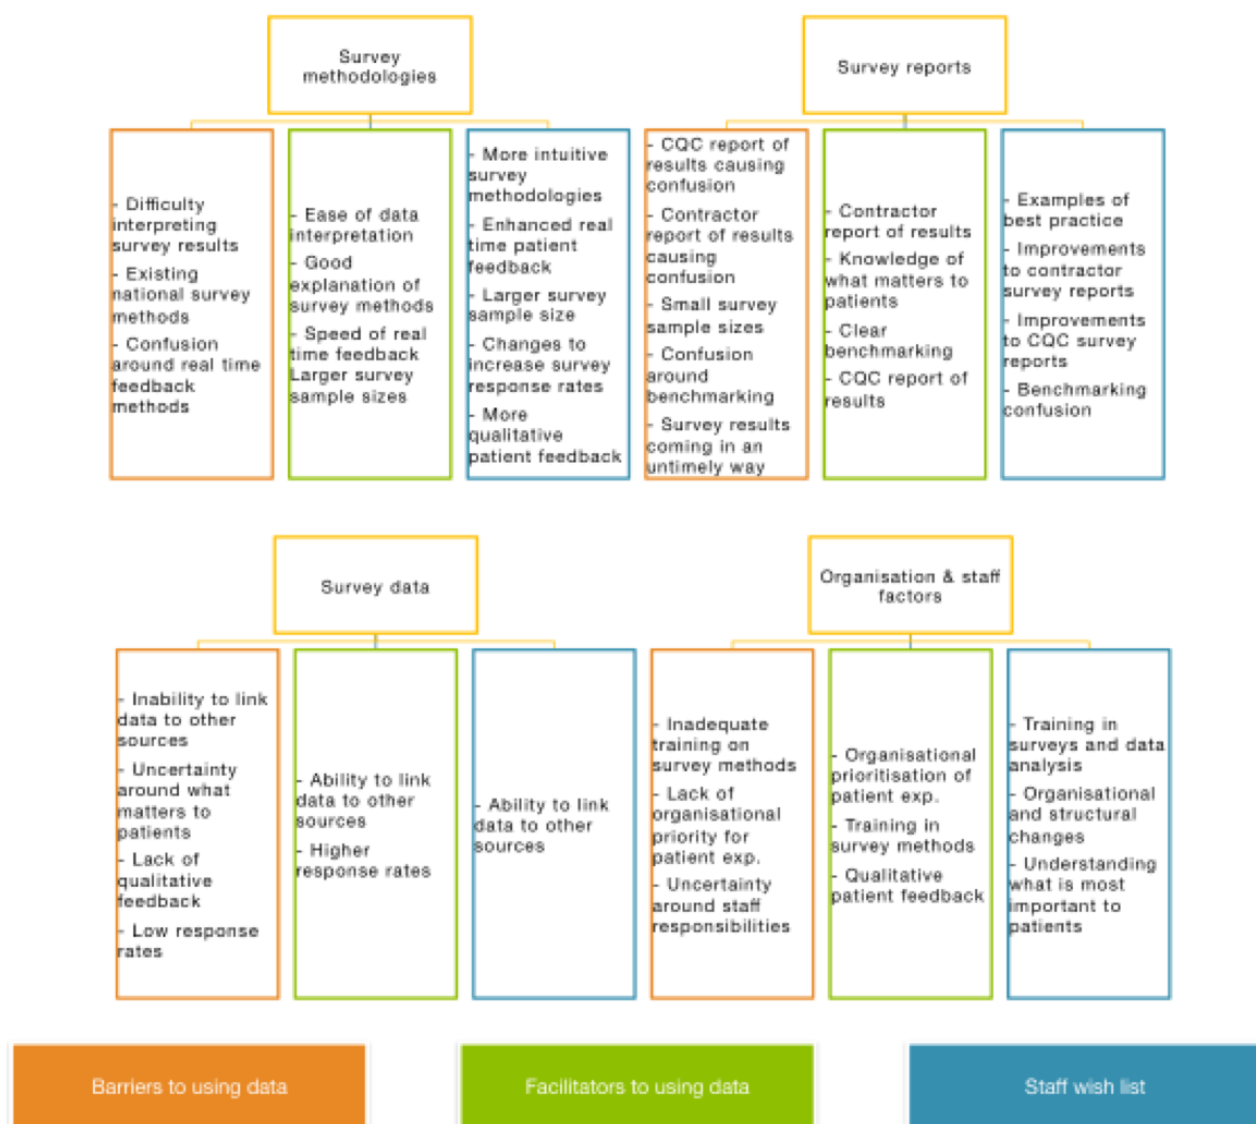 Survey
methodologies
- Difficulty
interpreting
survey results
- Existing
national survey
methods
- Confusion
around real time
feedback
methods
- Ease of data
interpretation
- Good
explanation of
survey methods
- Speed of real
time feedback
Larger survey
sample sizes
- More intuitive
survey
methodologies
- Enhanced real
time patient
feedback
- Larger survey
sample size
- Changes to
increase survey
response rates
- More
qualitative
patient feedback
Survey reports
- CQC report of
results causing
confusion
- Contractor
report of results
causing
confusion
- Small survey
sample sizes
- Confusion
around
benchmarking
- Survey results
coming in an
untimely way
- Contractor
report of results
- Knowledge of
what matters to
patients
- Clear
benchmarking
- CQC report of
results
- Examples of
best practice
- Improvements
to contractor
survey reports
- Improvements
to CQC survey
reports
- Benchmarking
confusion
Survey data
- Inability to link
data to other
sources
- Uncertainty
around what
matters to
patients
- Lack of
qualitative
feedback
- Low response
rates
- Ability to link
data to other
sources
- Higher
response rates
- Ability to link
data to other
sources
Organisation & staff
factors
- Inadequate
training on
survey methods
- Lack of
organisational
priority for
patient exp.
- Uncertainty
around staff
responsibilities
- Organisational
prioritisation of
patient exp.
- Training in
survey methods
- Qualitative
patient feedback
- Training in
surveys and data
analysis
- Organisational
and structural
changes
- Understanding
what is most
important to
patients
Barriers to using data
Facilitators to using data
Staff wish list